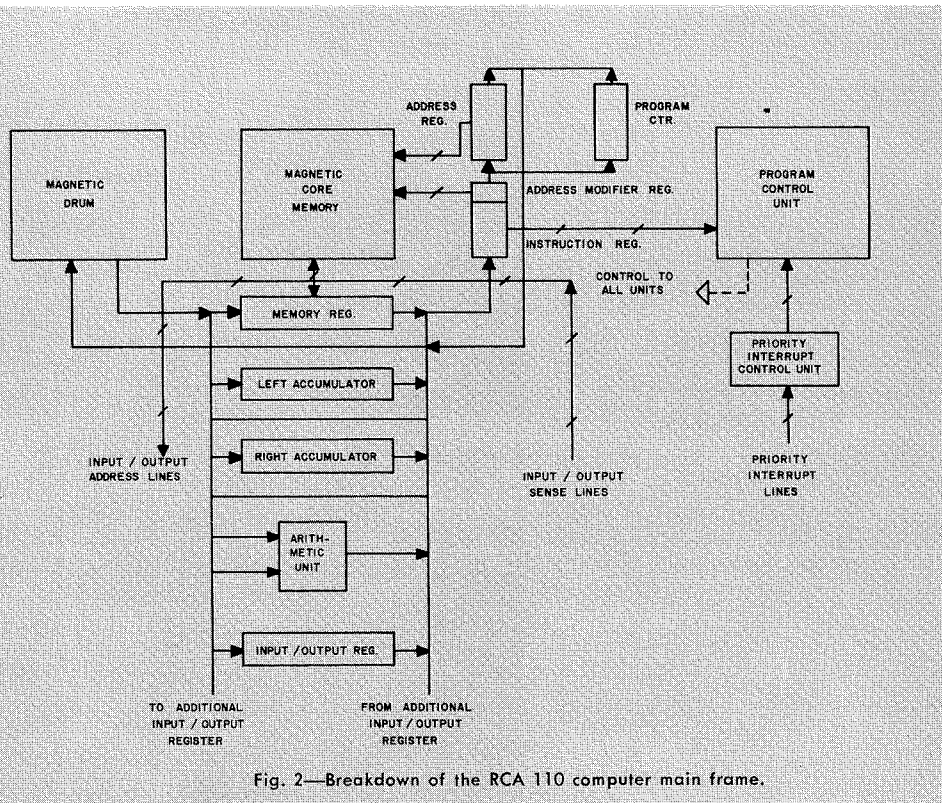 ADDRESS
REG.
PROGRAM
CTR.
MAGNETIC
DRUM
MAGNETIC
CORE
MEMORY
PROGRAM
CONTROL
UNIT
ADDRESS MODIFIER REG.
INSTRUCTION REG.
CONTROL TO
ALL UNITS
MEMORY REG.
PRIORITY
INTERRUPT
CONTROL UNIT
LEFT ACCUMULATOR
RIGHT ACCUMULATOR
INPUT / OUTPUT
ADDRESS LINES
INPUT / OUTPUT
SENSE LINES
PRIORITY
INTERRUPT
LINES
ARITH-
METIC
UNIT
INPUT / OUTPUT REG.
TO ADDITIONAL
INPUT / OUTPUT
REGISTER
FROM ADDITIONAL
INPUT / OUTPUT
REGISTER
Fig. 2—Breakdown of the RCA 110 computer main frame.